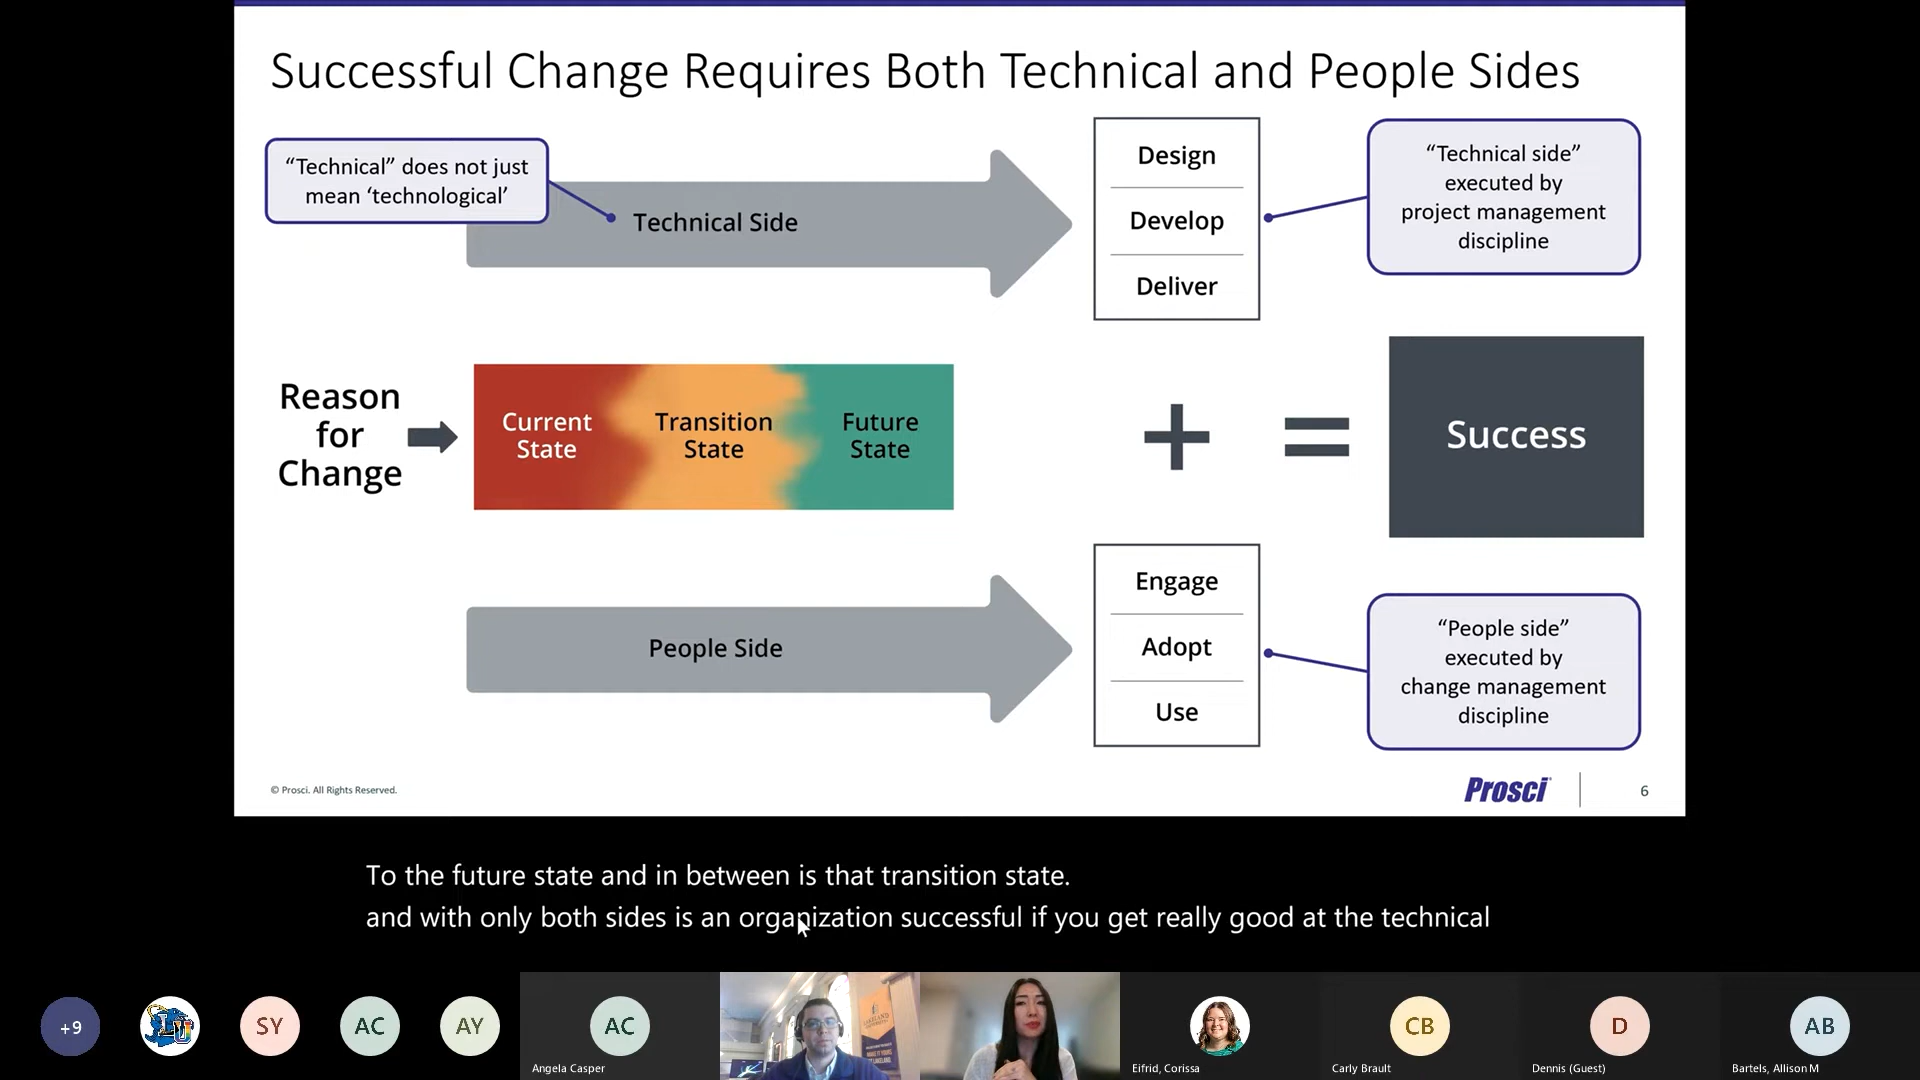 Successful Change Requires Both Technical and People Sides
“Technical” does not just
mean ‘technological’
Technical Side
Design
Develop
Deliver
“Technical side”
executed by
project management
discipline
Reason
for
Change
Current
State
Transition
State
Future
State
+
=
Success
People Side
Engage
Adopt
Use
“People side”
executed by
change management
discipline
© Prosci. All Rights Reserved.
Prosci
6
To the future state and in between is that transition state.
and with only both sides is an organization successful if you get really good at the technical
+9
LU
SY
AC
AY
AC
Angela Casper
LAKELAND
Eifrid, Corissa
CB
Carly Brault
D
Dennis (Guest)
AB
Bartels, Allison M